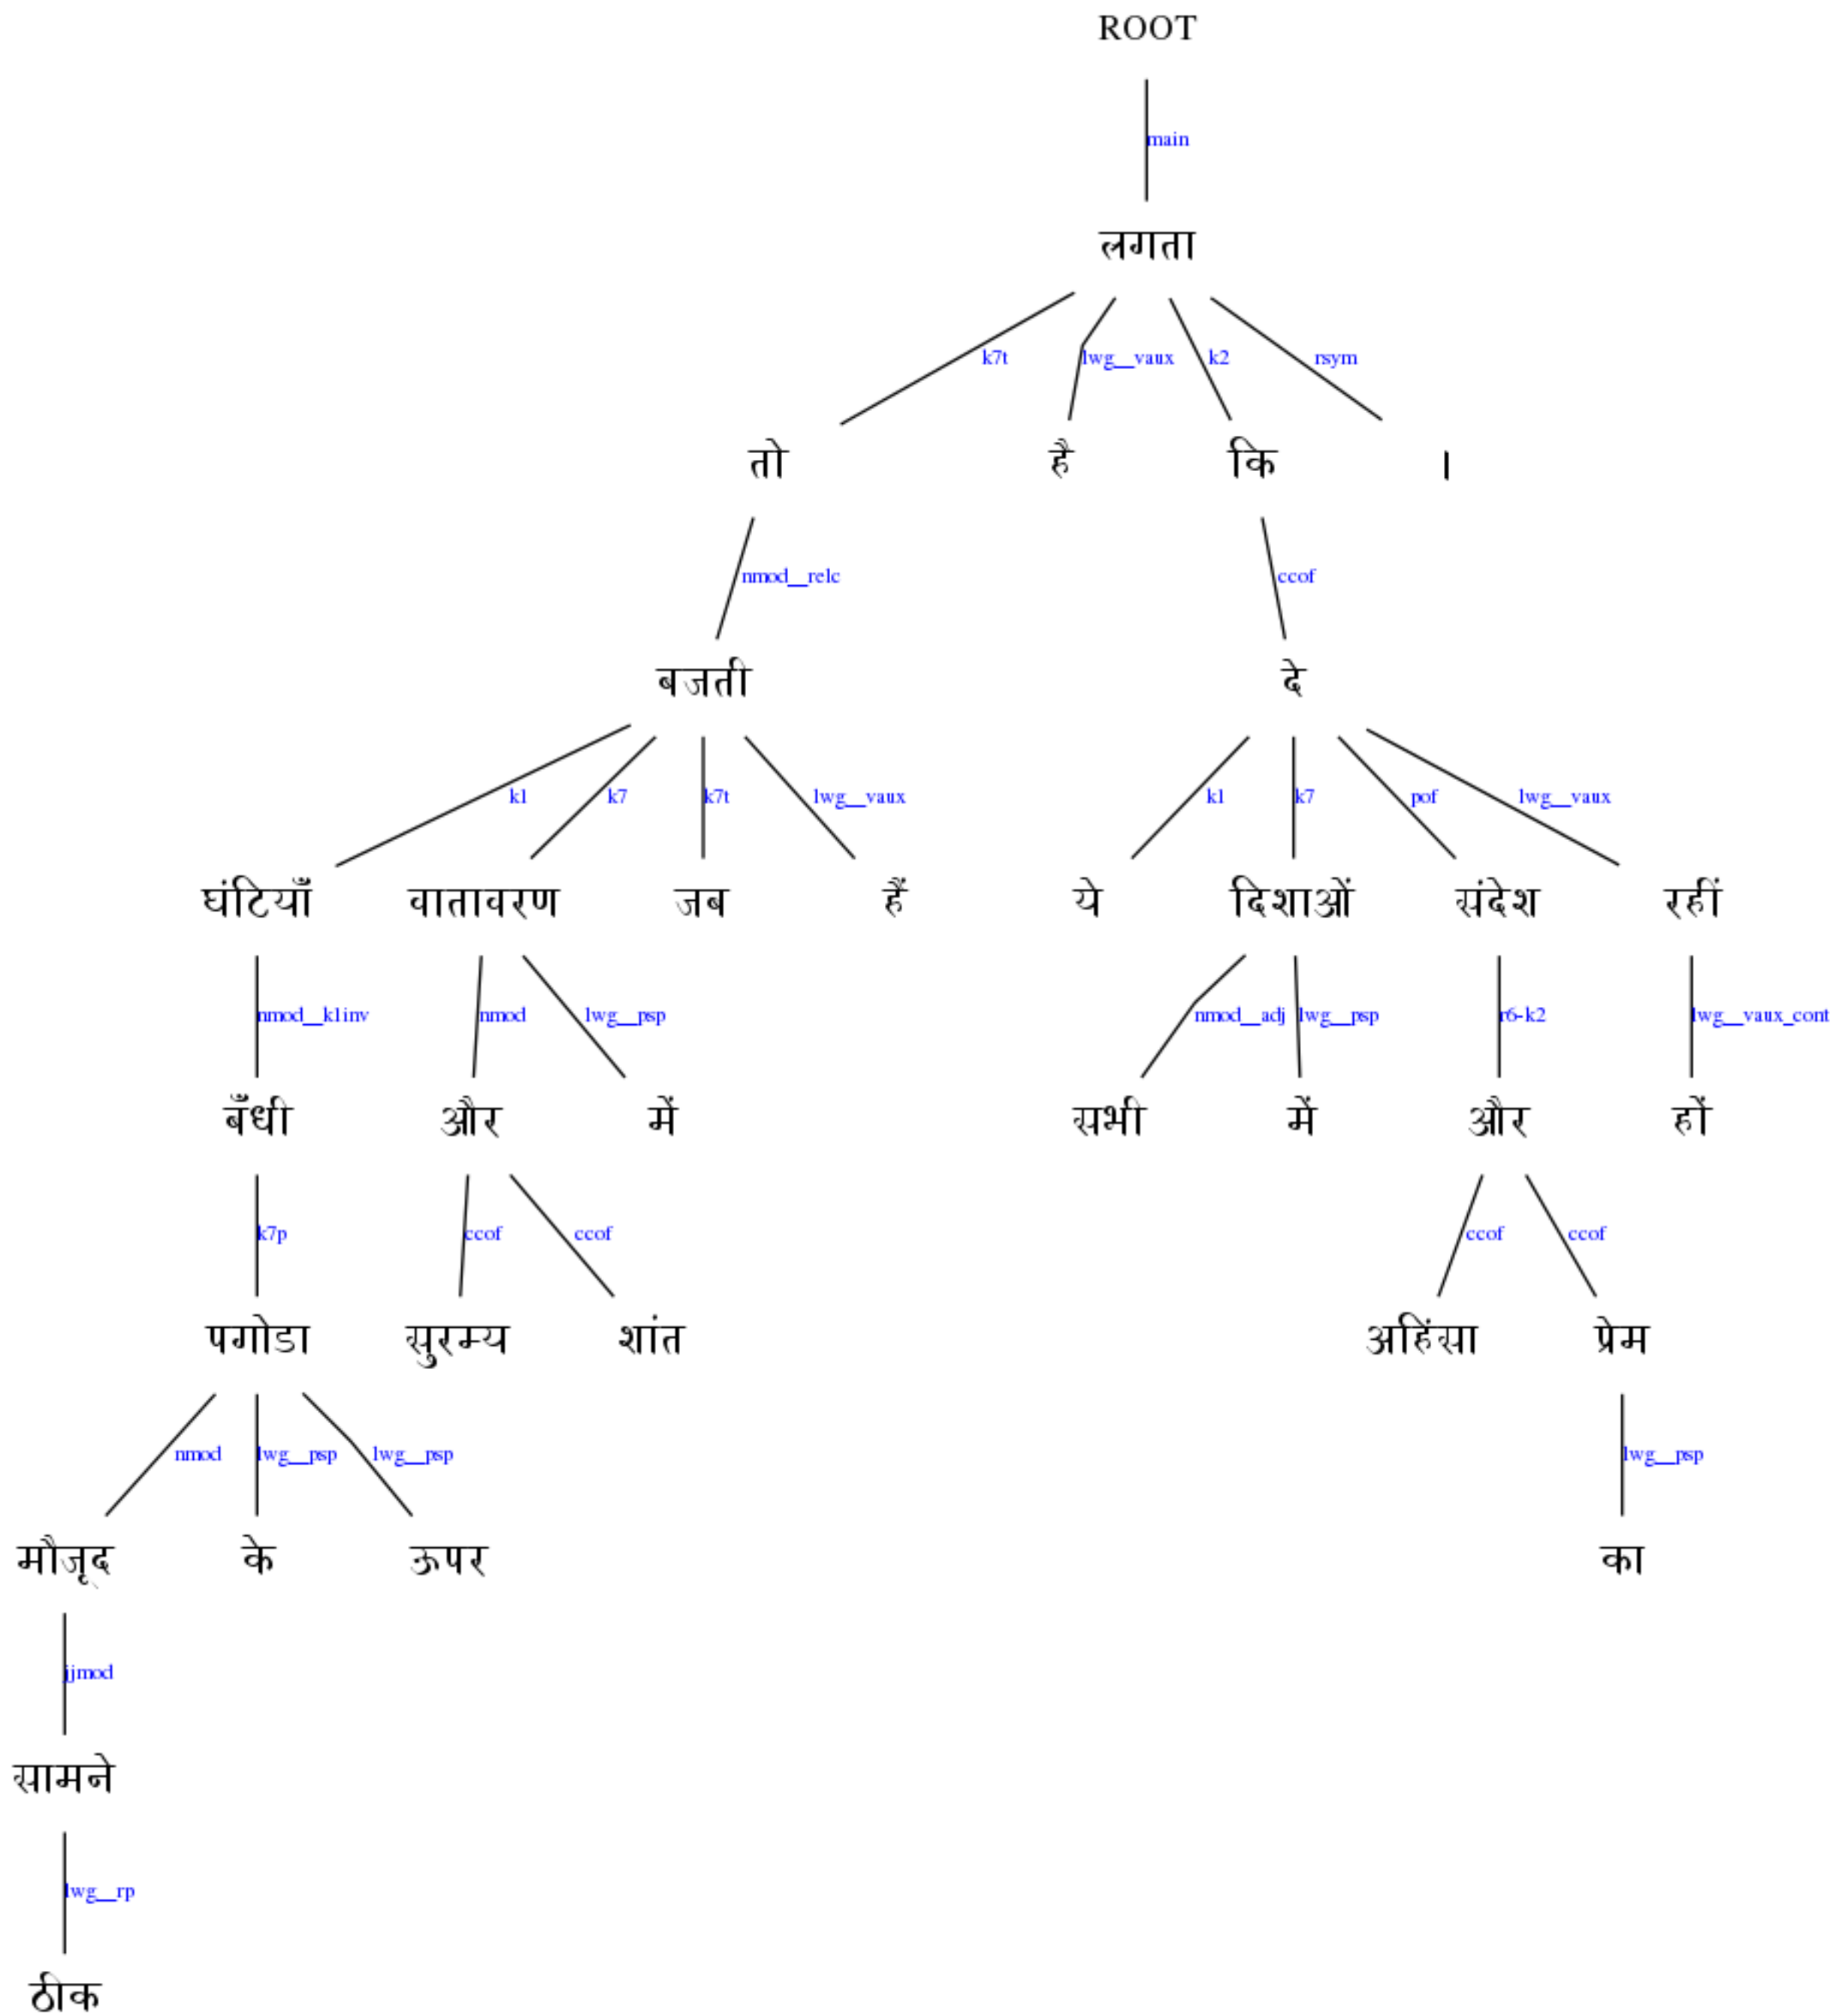 ROOT
main
लगता
k7t lwg__vaux k2 rsym
तो है कि ।
nmod__relc ccof
बजती दे
k1 k7 k7t lwg__vaux k1 k7 pof lwg__vaux
घंटियाँ वातावरण जब हैं ये दिशाओं संदेश रहीं
nmod__k1inv nmod lwg__psp nmod__adj lwg__psp r6-k2 lwg__vaux_cont
बँधी और में सभी में और हों
k7p ccof ccof ccof ccof
पगोडा सुरम्य शांत अहिंसा प्रेम
nmod lwg__psp lwg__psp lwg__psp
मौजूद के ऊपर का
jjmod
सामने
lwg__rp
ठीक